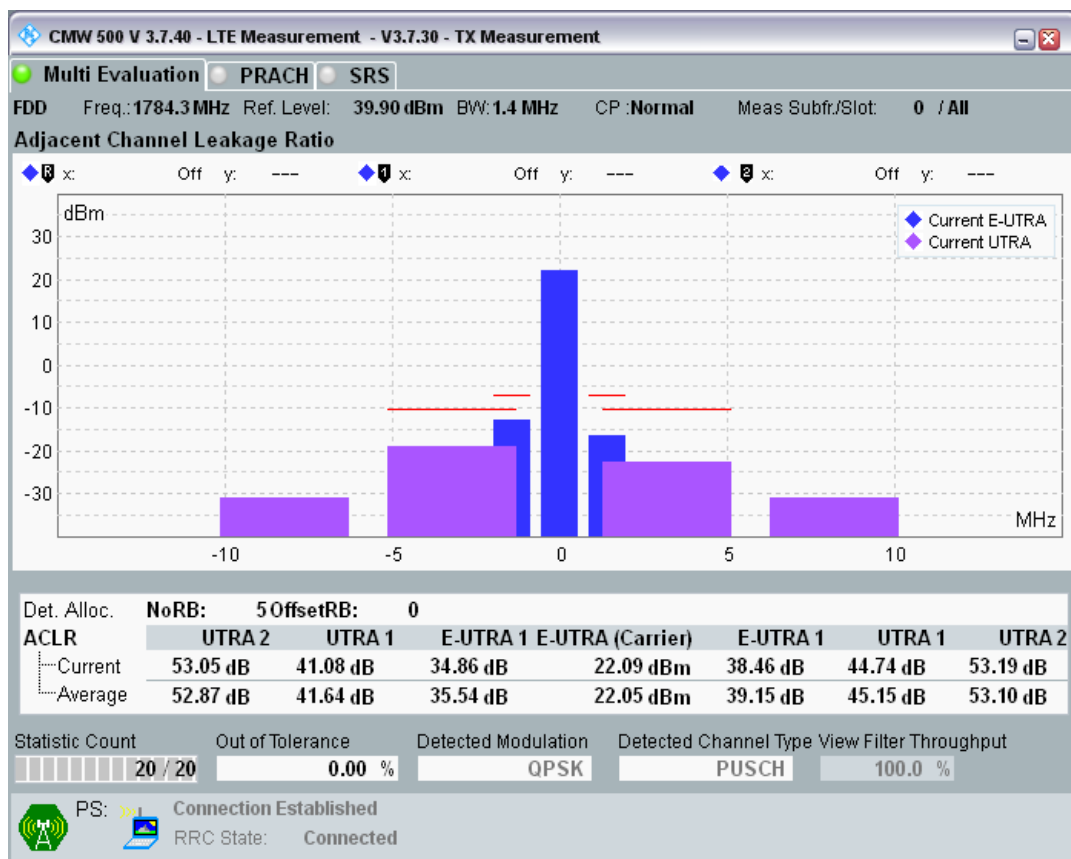 CMW 500 V 3.7.40 - LTE Measurement - V3.7.30 - TX Measurement
Multi Evaluation PRACH SRS
FDD Freq.: 1784.3 MHz Ref. Level: 39.90 dBm BW: 1.4 MHz CP :Normal Meas Subfr./Slot: 0 / All
Adjacent Channel Leakage Ratio
R x: Off y: --- 1 x: Off y: --- 2 x: Off y: ---
dBm
Current E-UTRA
Current UTRA
30
20
10
0
-10
-20
-30
MHz
-10 -5 0 5 10
Det. Alloc. NoRB: 5 OffsetRB: 0
ACLR UTRA 2 UTRA 1 E-UTRA 1 E-UTRA (Carrier) E-UTRA 1 UTRA 1 UTRA 2
Current 53.05 dB 41.08 dB 34.86 dB 22.09 dBm 38.46 dB 44.74 dB 53.19 dB
Average 52.87 dB 41.64 dB 35.54 dB 22.05 dBm 39.15 dB 45.15 dB 53.10 dB
Statistic Count Out of Tolerance Detected Modulation Detected Channel Type View Filter Throughput
20 / 20 0.00 % QPSK PUSCH 100.0 %
PS: Connection Established
RRC State: Connected